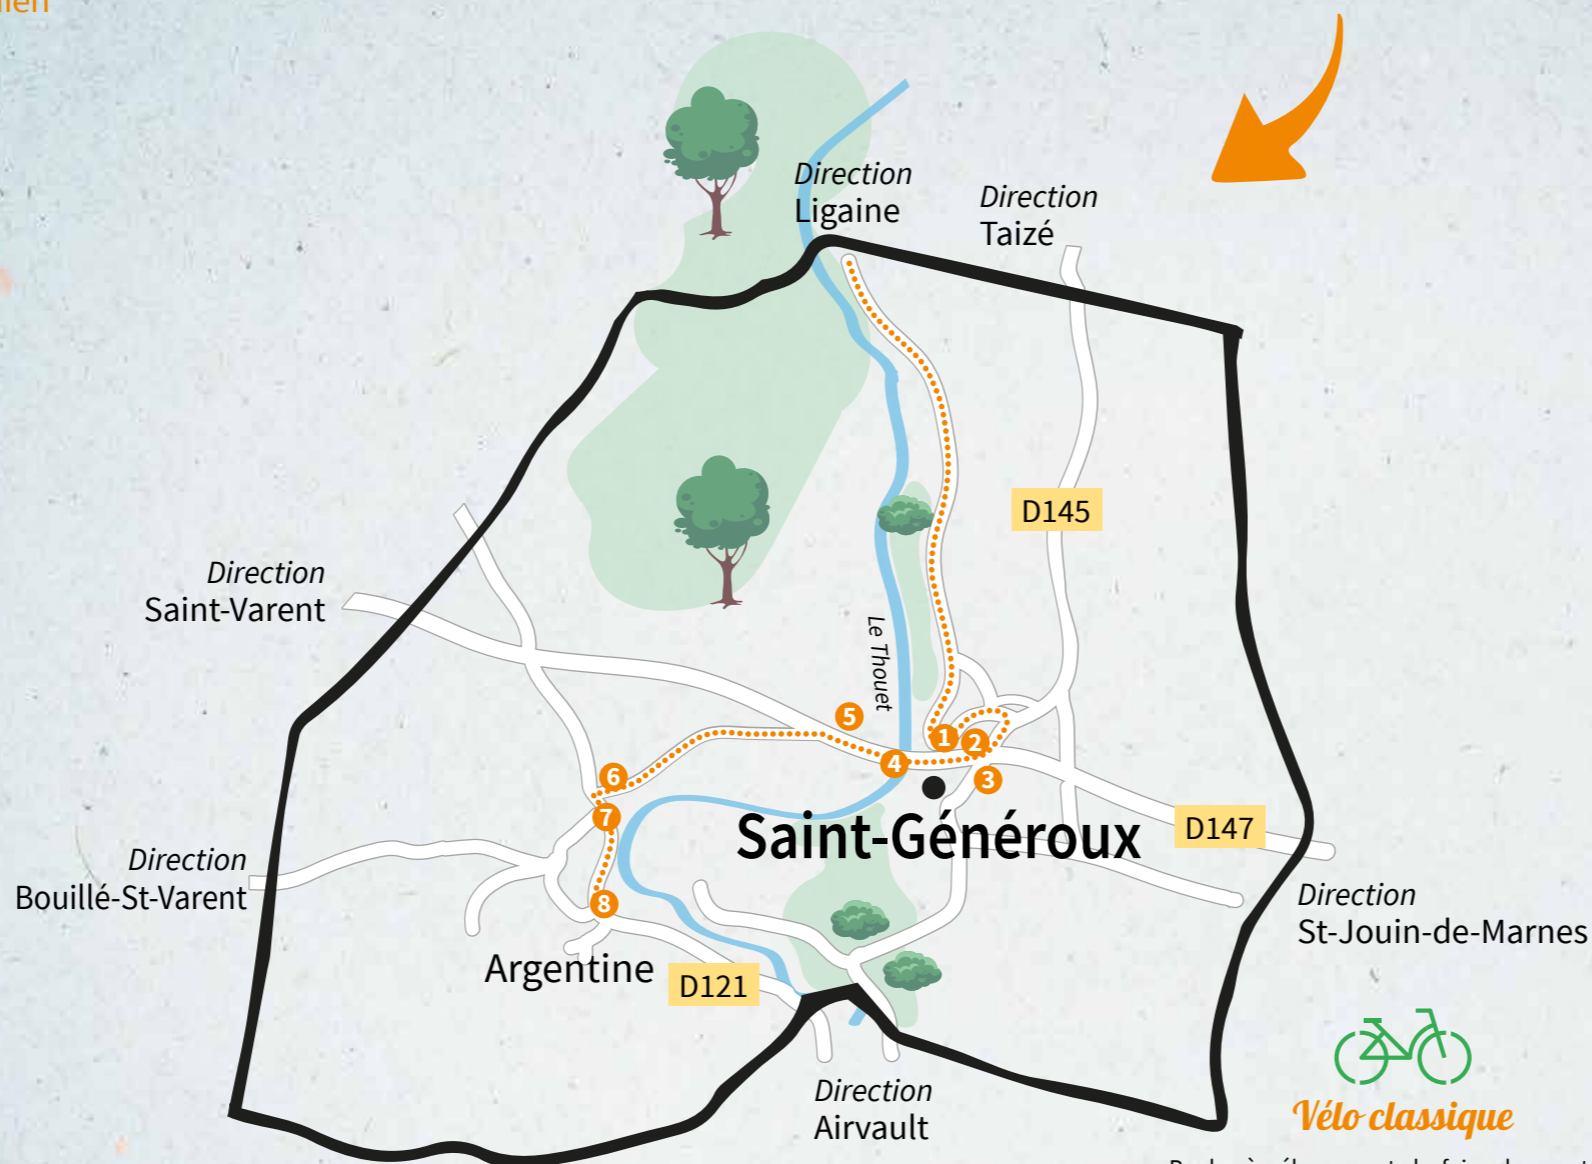 Direction
Ligaine
Direction
Taizé
D145
Direction
Saint-Varent
Le Thouet
5
1
2
4
3
6
7
Saint-Généroux
D147
Direction
Bouillé-St-Varent
8
Direction
St-Jouin-de-Marnes
Argentine
D121
Direction
Airvault
Vélo classique